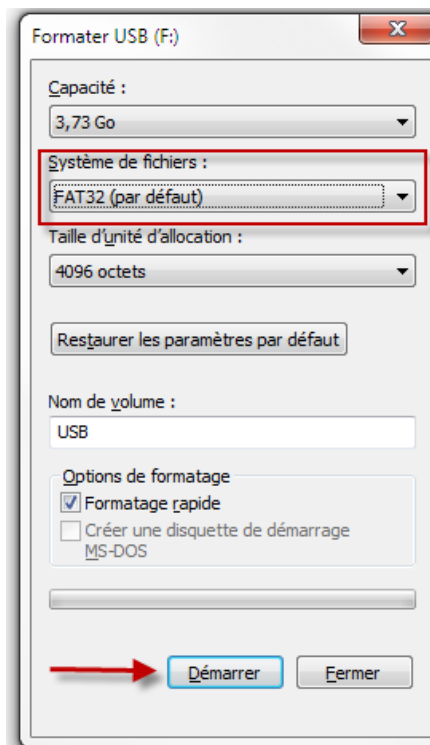 Formater USB (F:)
Capacité :
3,73 Go
Système de fichiers :
FAT32 (par défaut)
Taille d'unité d'allocation :
4096 octets
Restaurer les paramètres par défaut
Nom de volume :
USB
Options de formatage
Formatage rapide
Créer une disquette de démarrage
MS-DOS
Démarrer
Fermer